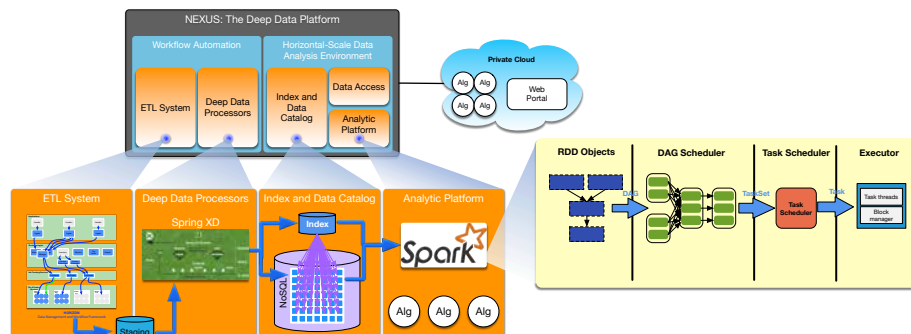 NEXUS: The Deep Data Platform
Workflow Automation
Horizontal-Scale Data
Analysis Environment
ETL System
Deep Data
Processors
Index and
Data
Catalog
Data Access
Analytic
Platform
Private Cloud
Alg
Alg
Alg
Alg
Web
Portal
RDD Objects
DAG Scheduler
Task Scheduler
Executor
DAG
TaskSet
Task
Scheduler
Task
Task threads
Block
manager
ETL System
Deep Data Processors
Index and Data Catalog
Analytic Platform
Spring XD
Index
NoSQL
Spark
Staging
Alg
Alg
Alg